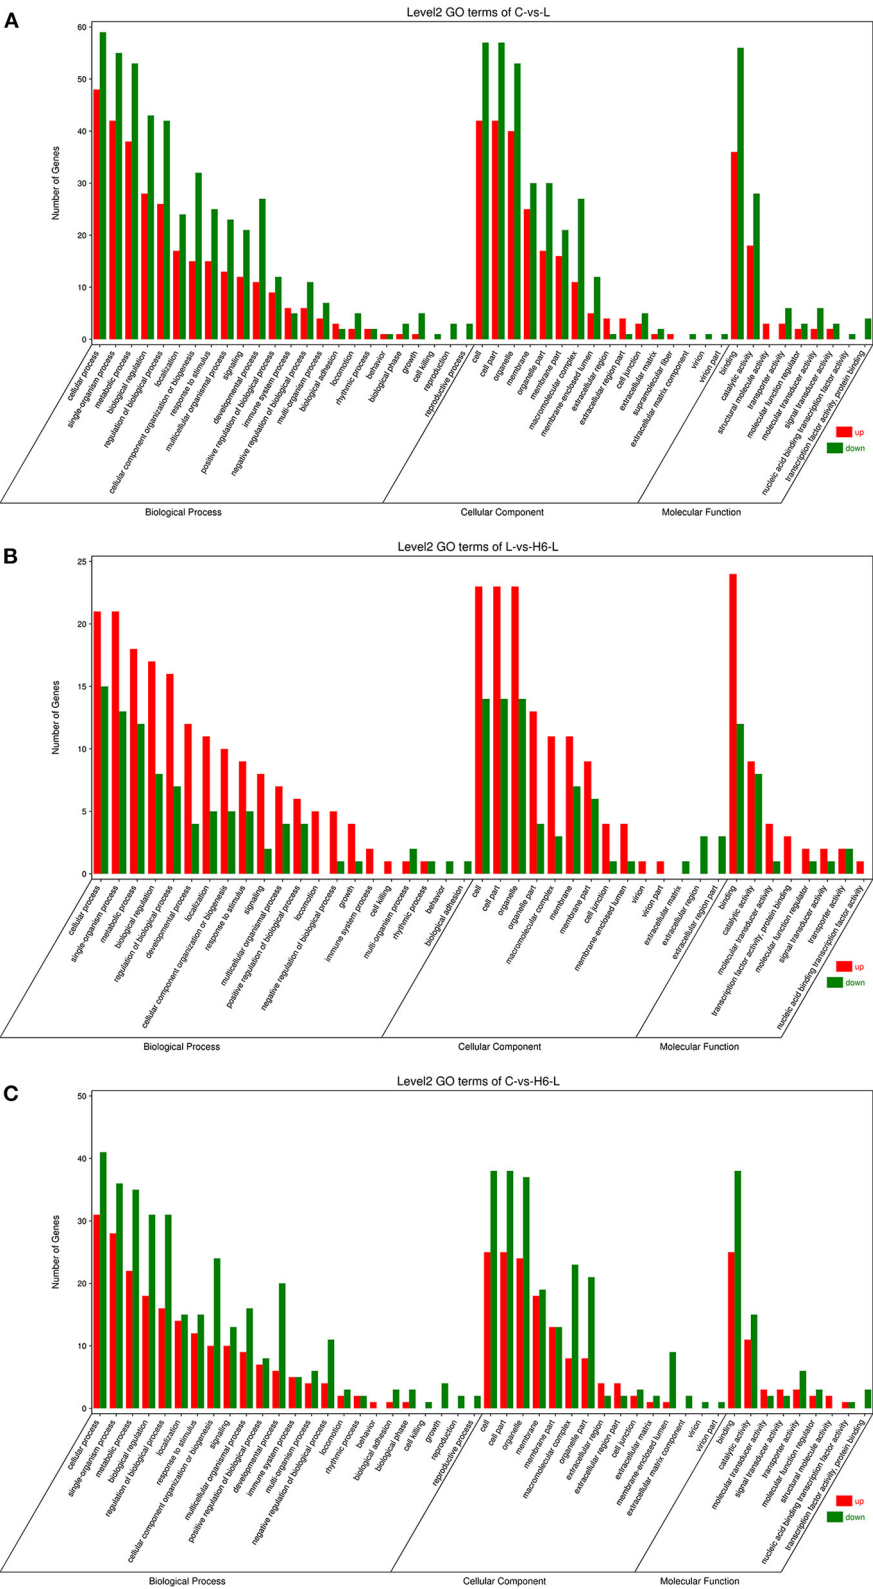 A
Level2 GO terms of C-vs-L
Number of Genes
60
50
40
30
20
10
0
cellular process
single-organism process
metabolic process
biological regulation
regulation of biological process
localization
cellular component organization or biogenesis
response to stimulus
multicellular organismal process
signaling
developmental process
positive regulation of biological process
immune system process
negative regulation of biological process
multi-organism process
biological adhesion
locomotion
rhythmic process
behavior
biological phase
growth
cell killing
reproduction
reproductive process
cell
cell part
organelle
membrane
organelle part
membrane part
macromolecular complex
membrane-enclosed lumen
extracellular region
extracellular region part
cell junction
extracellular matrix
supramolecular fiber
extracellular matrix component
virion
virion part
binding
catalytic activity
structural molecule activity
transporter activity
molecular function regulator
molecular transducer activity
signal transducer activity
nucleic acid binding transcription factor activity
transcription factor activity, protein binding
up
down
Biological Process
Cellular Component
Molecular Function
B
Level2 GO terms of L-vs-H6-L
Number of Genes
25
20
15
10
5
0
cellular process
single-organism process
metabolic process
biological regulation
regulation of biological process
developmental process
localization
cellular component organization or biogenesis
response to stimulus
signaling
multicellular organismal process
positive regulation of biological process
locomotion
negative regulation of biological process
growth
immune system process
cell killing
multi-organism process
rhythmic process
behavior
biological adhesion
cell
cell part
organelle
organelle part
macromolecular complex
membrane
membrane part
cell junction
membrane-enclosed lumen
virion
virion part
extracellular matrix
extracellular region
extracellular region part
binding
catalytic activity
molecular transducer activity
transcription factor activity, protein binding
molecular function regulator
signal transducer activity
transporter activity
nucleic acid binding transcription factor activity
up
down
Biological Process
Cellular Component
Molecular Function
C
Level2 GO terms of C-vs-H6-L
Number of Genes
50
40
30
20
10
0
cellular process
single-organism process
metabolic process
biological regulation
regulation of biological process
localization
response to stimulus
cellular component organization or biogenesis
signaling
multicellular organismal process
positive regulation of biological process
developmental process
immune system process
multi-organism process
negative regulation of biological process
locomotion
rhythmic process
behavior
biological adhesion
biological phase
cell killing
growth
reproduction
reproductive process
cell
cell part
organelle
membrane
membrane part
macromolecular complex
organelle part
extracellular region
extracellular region part
cell junction
extracellular matrix
membrane-enclosed lumen
extracellular matrix component
virion
virion part
binding
catalytic activity
molecular transducer activity
signal transducer activity
transporter activity
molecular function regulator
structural molecule activity
nucleic acid binding transcription factor activity
transcription factor activity, protein binding
up
down
Biological Process
Cellular Component
Molecular Function